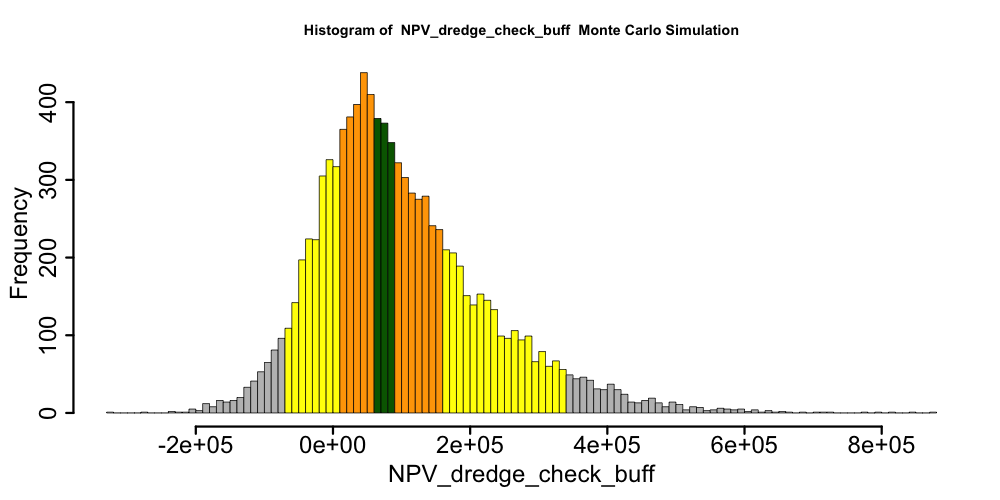 Histogram of  NPV_dredge_check_buff  Monte Carlo Simulation
Frequency
400
300
200
100
0
-2e+05 0e+00 2e+05 4e+05 6e+05 8e+05
NPV_dredge_check_buff